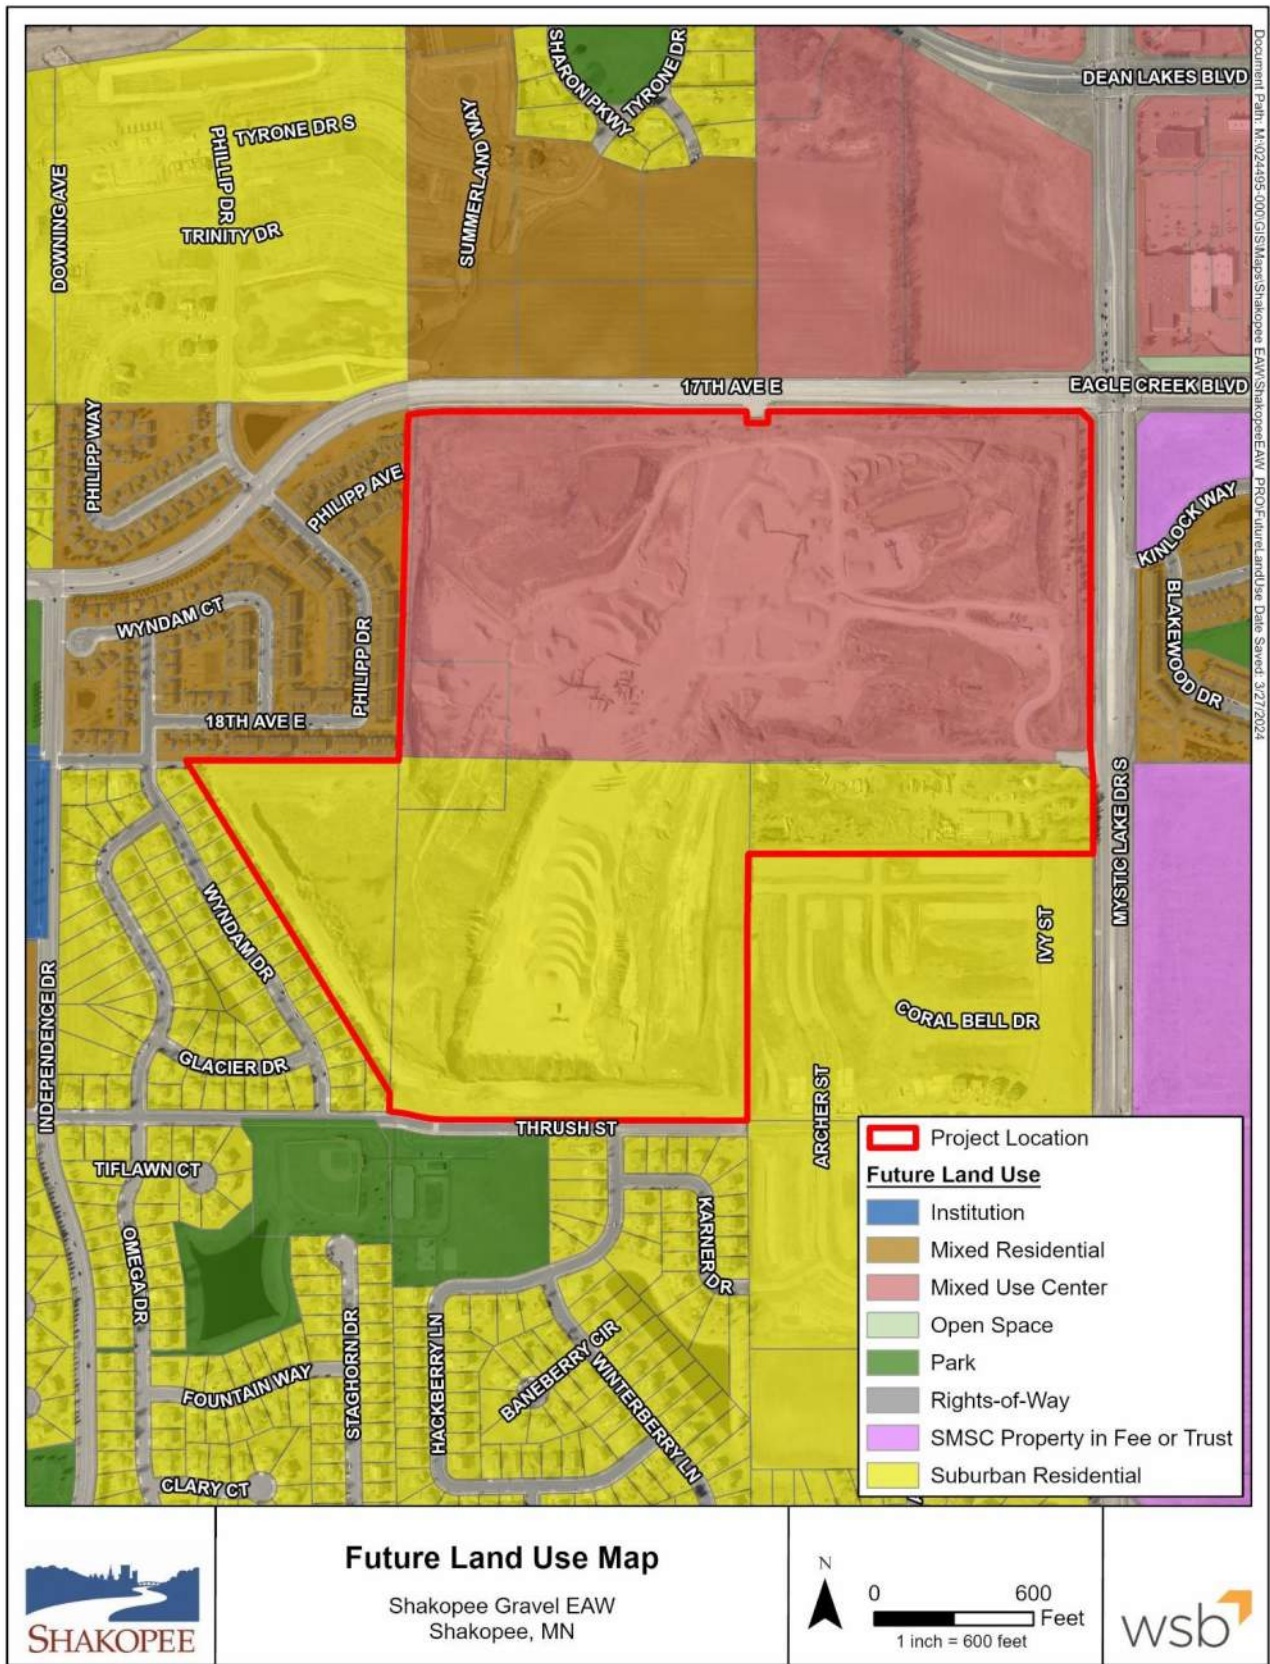 SHARON PKWY
TYRONE DR
DEAN LAKES BLVD
TYRONE DR S
PHILLIP DR
SUMMERLAND WAY
DOWNING AVE
TRINITY DR
17TH AVE E
EAGLE CREEK BLVD
PHILIPP WAY
PHILIPP AVE
KINLOCK WAY
WYNDAM CT
BLAKEWOOD DR
PHILIPP DR
18TH AVE E
MYSTIC LAKE DR S
WYNDAM DR
IVY ST
INDEPENDENCE DR
CORAL BELL DR
GLACIER DR
ARCHER ST
THRUSH ST
TIFLAWN CT
OMEGA DR
KARNER DR
STAGHORN DR
HACKBERRY LN
BANEBERRY CIR
WINTERBERRY LN
FOUNTAIN WAY
CLARY CT
Document Path: M:\024495-000\GIS\Maps\Shakopee EAW\ShakopeeEAW_PRO\FutureLandUse Date Saved: 3/27/2024
Project Location
Future Land Use
Institution
Mixed Residential
Mixed Use Center
Open Space
Park
Rights-of-Way
SMSC Property in Fee or Trust
Suburban Residential
SHAKOPEE
Future Land Use Map
Shakopee Gravel EAW
Shakopee, MN
N
0 600
Feet
1 inch = 600 feet
wsb